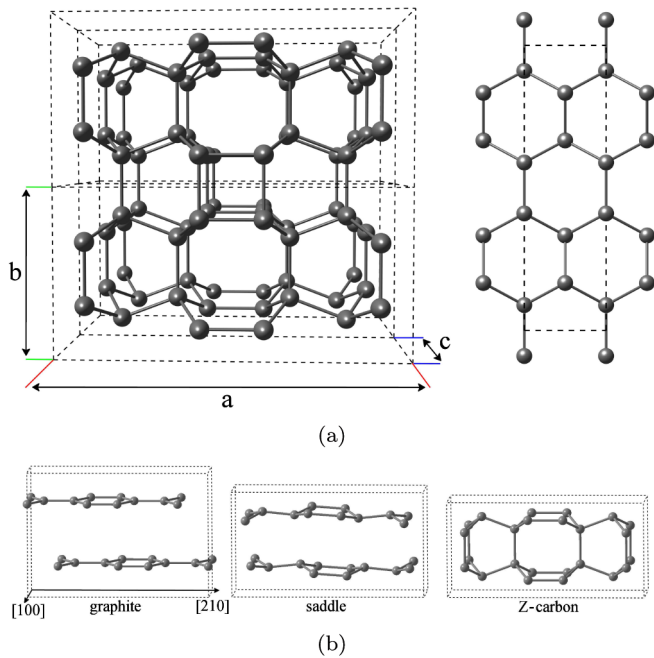 b
c
a
(a)
[100]
graphite
[210]
saddle
Z-carbon
(b)